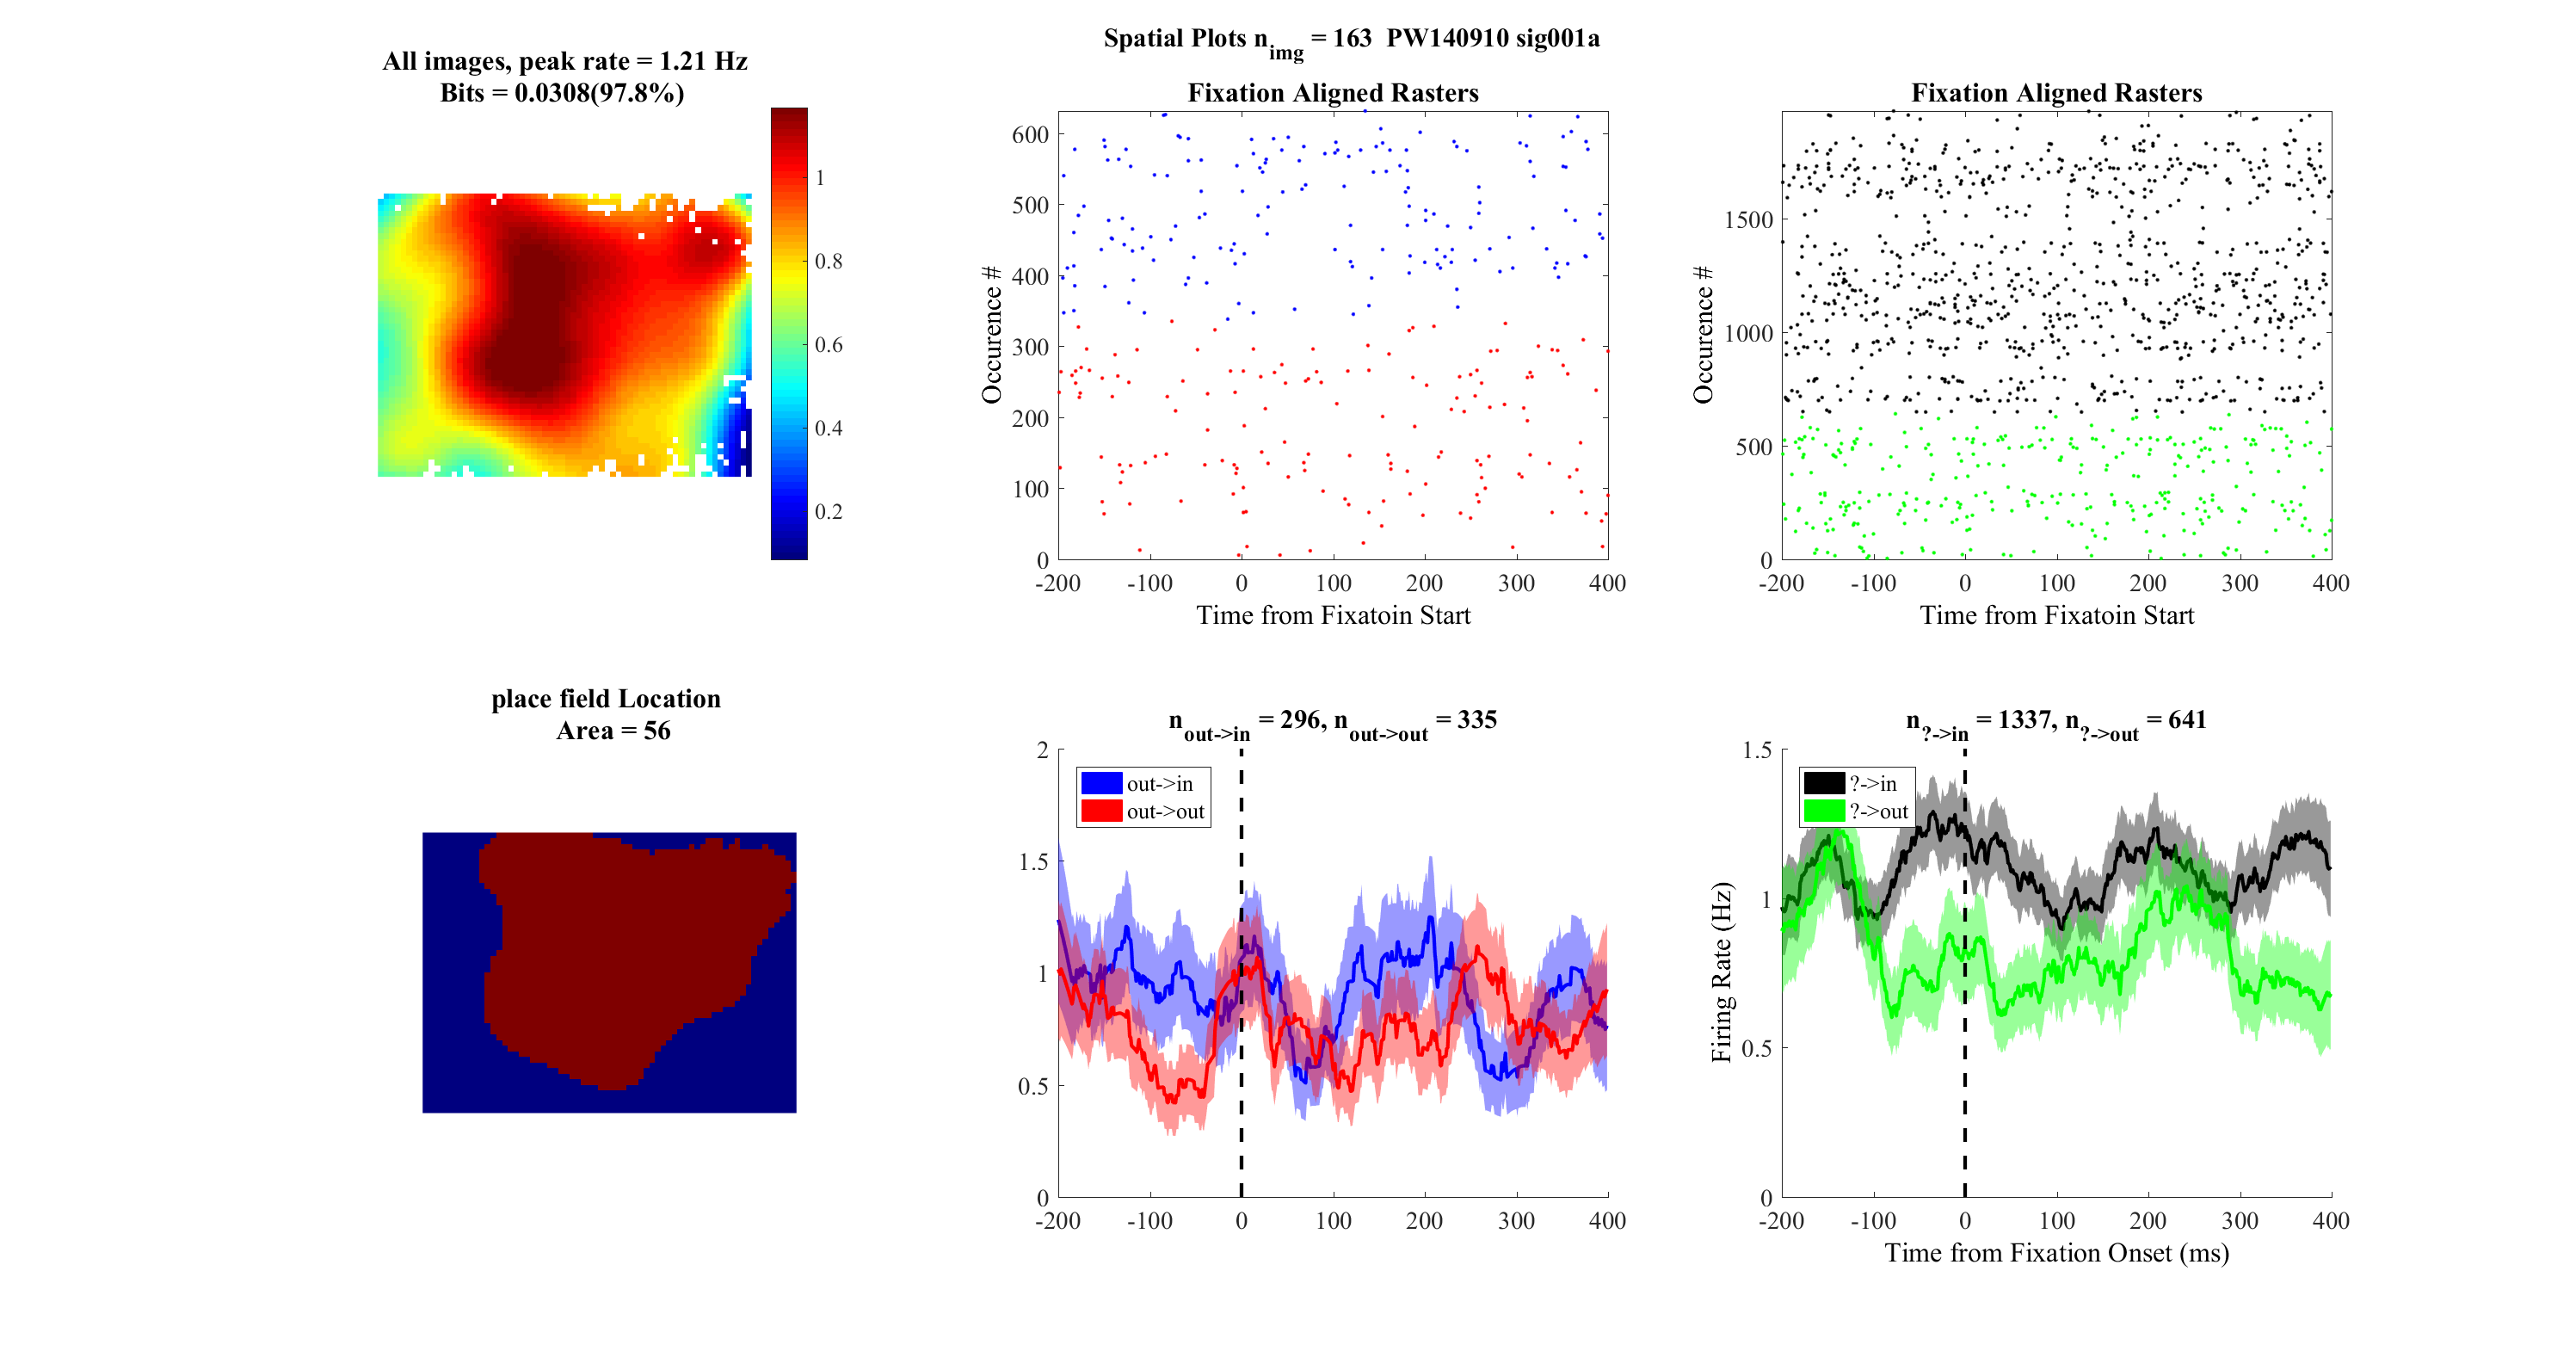 Spatial Plots n_img = 163 PW140910 sig001a
All images, peak rate = 1.21 Hz
Bits = 0.0308(97.8%)
1
0.8
0.6
0.4
0.2
Fixation Aligned Rasters
600
500
400
300
200
100
0
Occurence #
-200 -100 0 100 200 300 400
Time from Fixatoin Start
Fixation Aligned Rasters
1500
1000
500
0
Occurence #
-200 -100 0 100 200 300 400
Time from Fixatoin Start
place field Location
Area = 56
n_out->in = 296, n_out->out = 335
2
1.5
1
0.5
0
out->in
out->out
-200 -100 0 100 200 300 400
n_?->in = 1337, n_?->out = 641
1.5
1
0.5
0
Firing Rate (Hz)
?->in
?->out
-200 -100 0 100 200 300 400
Time from Fixation Onset (ms)